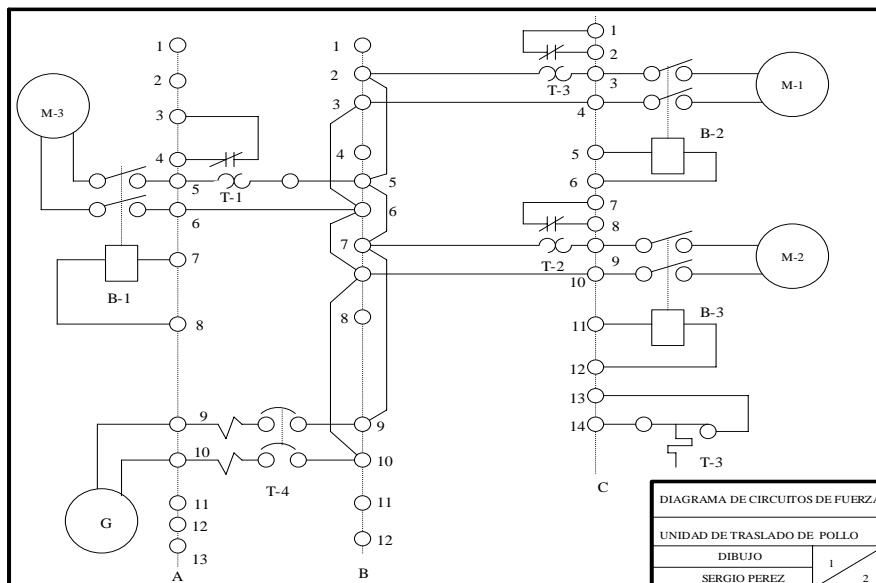 1
2
3
4
5
6
7
8
9
10
11
12
13
A
M-3
T-1
B-1
T-4
G
1
2
3
4
5
6
7
8
9
10
11
12
B
1
2
3
4
5
6
7
8
9
10
11
12
13
14
C
T-3
M-1
B-2
T-2
M-2
B-3
T-3
DIAGRAMA DE CIRCUITOS DE FUERZA
UNIDAD DE TRASLADO DE POLLO
DIBUJO
SERGIO PEREZ
1
2